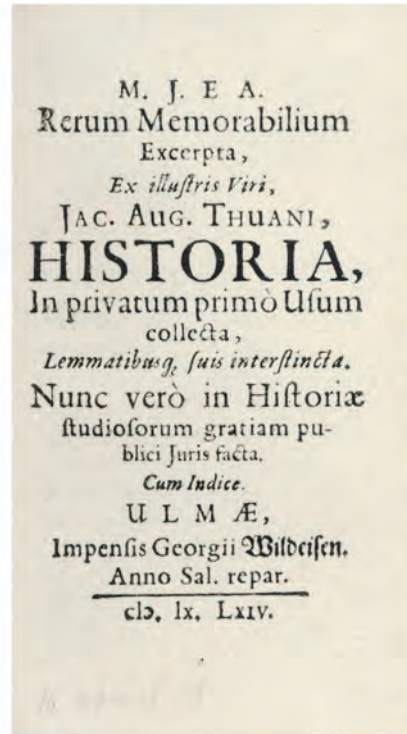 M. J. E A.
Rerum Memorabilium
Excerpta,
Ex illuſtris Viri,
JAC. AUG. THUANI,
HISTORIA,
In privatum primò Uſum
collecta,
Lemmatibusq; ſuis interſtincta.
Nunc verò in Hiſtoriæ
ſtudioſorum gratiam pu-
blici Juris facta.
Cum Indice.
ULMÆ,
Impenſis Georgii Wildeiſen.
Anno Sal. repar.
cIɔ. Ix. LXIV.